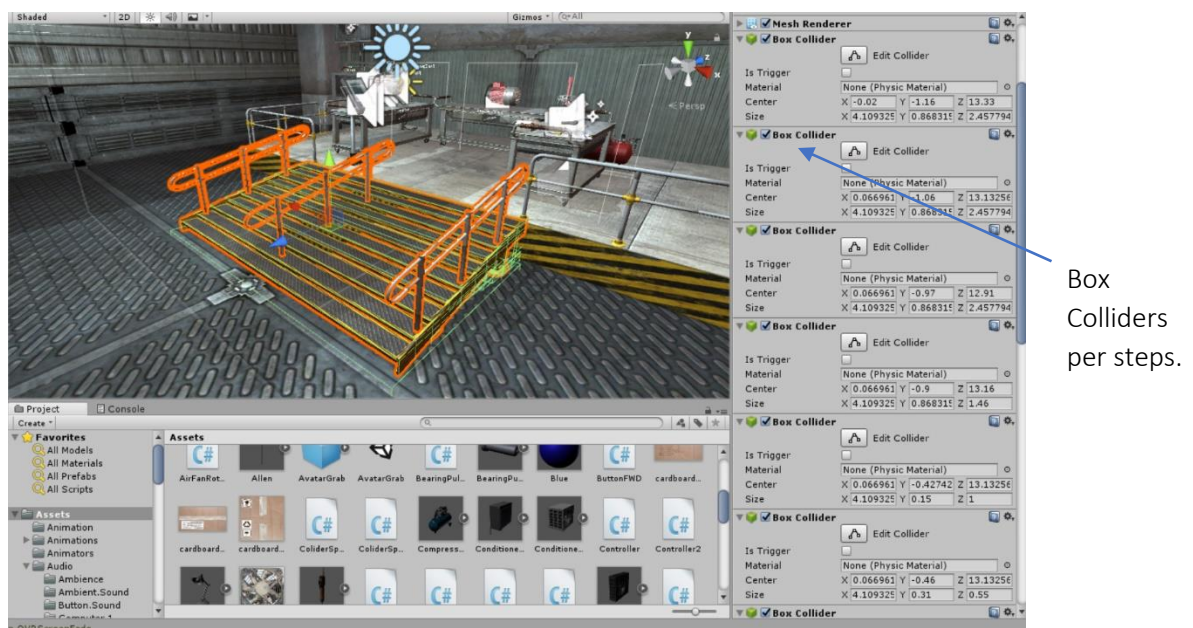 Shaded 2D Gizmos All
y
z
x
Persp
Mesh Renderer
Box Collider
Edit Collider
Is Trigger
Material None (Physic Material)
Center X -0.02 Y -1.16 Z 13.33
Size X 4.109325 Y 0.868315 Z 2.457794
Box Collider
Edit Collider
Is Trigger
Material None (Physic Material)
Center X 0.066961 Y -1.06 Z 13.13256
Size X 4.109325 Y 0.868315 Z 2.457794
Box Collider
Edit Collider
Is Trigger
Material None (Physic Material)
Center X 0.066961 Y -0.97 Z 12.91
Size X 4.109325 Y 0.868315 Z 2.457794
Box Collider
Edit Collider
Is Trigger
Material None (Physic Material)
Center X 0.066961 Y -0.9 Z 13.16
Size X 4.109325 Y 0.868315 Z 1.46
Box Collider
Edit Collider
Is Trigger
Material None (Physic Material)
Center X 0.066961 Y -0.42742 Z 13.13256
Size X 4.109325 Y 0.15 Z 1
Box Collider
Edit Collider
Is Trigger
Material None (Physic Material)
Center X 0.066961 Y -0.46 Z 13.13256
Size X 4.109325 Y 0.31 Z 0.55
Box Collider
Box
Colliders
per steps.
Project Console
Create
Favorites
All Models
All Materials
All Prefabs
All Scripts
Assets
Animation
Animations
Animators
Audio
Ambience
Ambient.Sound
Button.Sound
Computer 1
Assets
C# C# C# C#
AirFanRot... Allen AvatarGrab AvatarGrab BearingPul... BearingPu... Blue ButtonFWD cardboard...
C# C# C# C#
cardboard... cardboard... ColiderSp... ColiderSp... Compress... Conditione... Conditione... Controller Controller2
C# C# C# C# C#